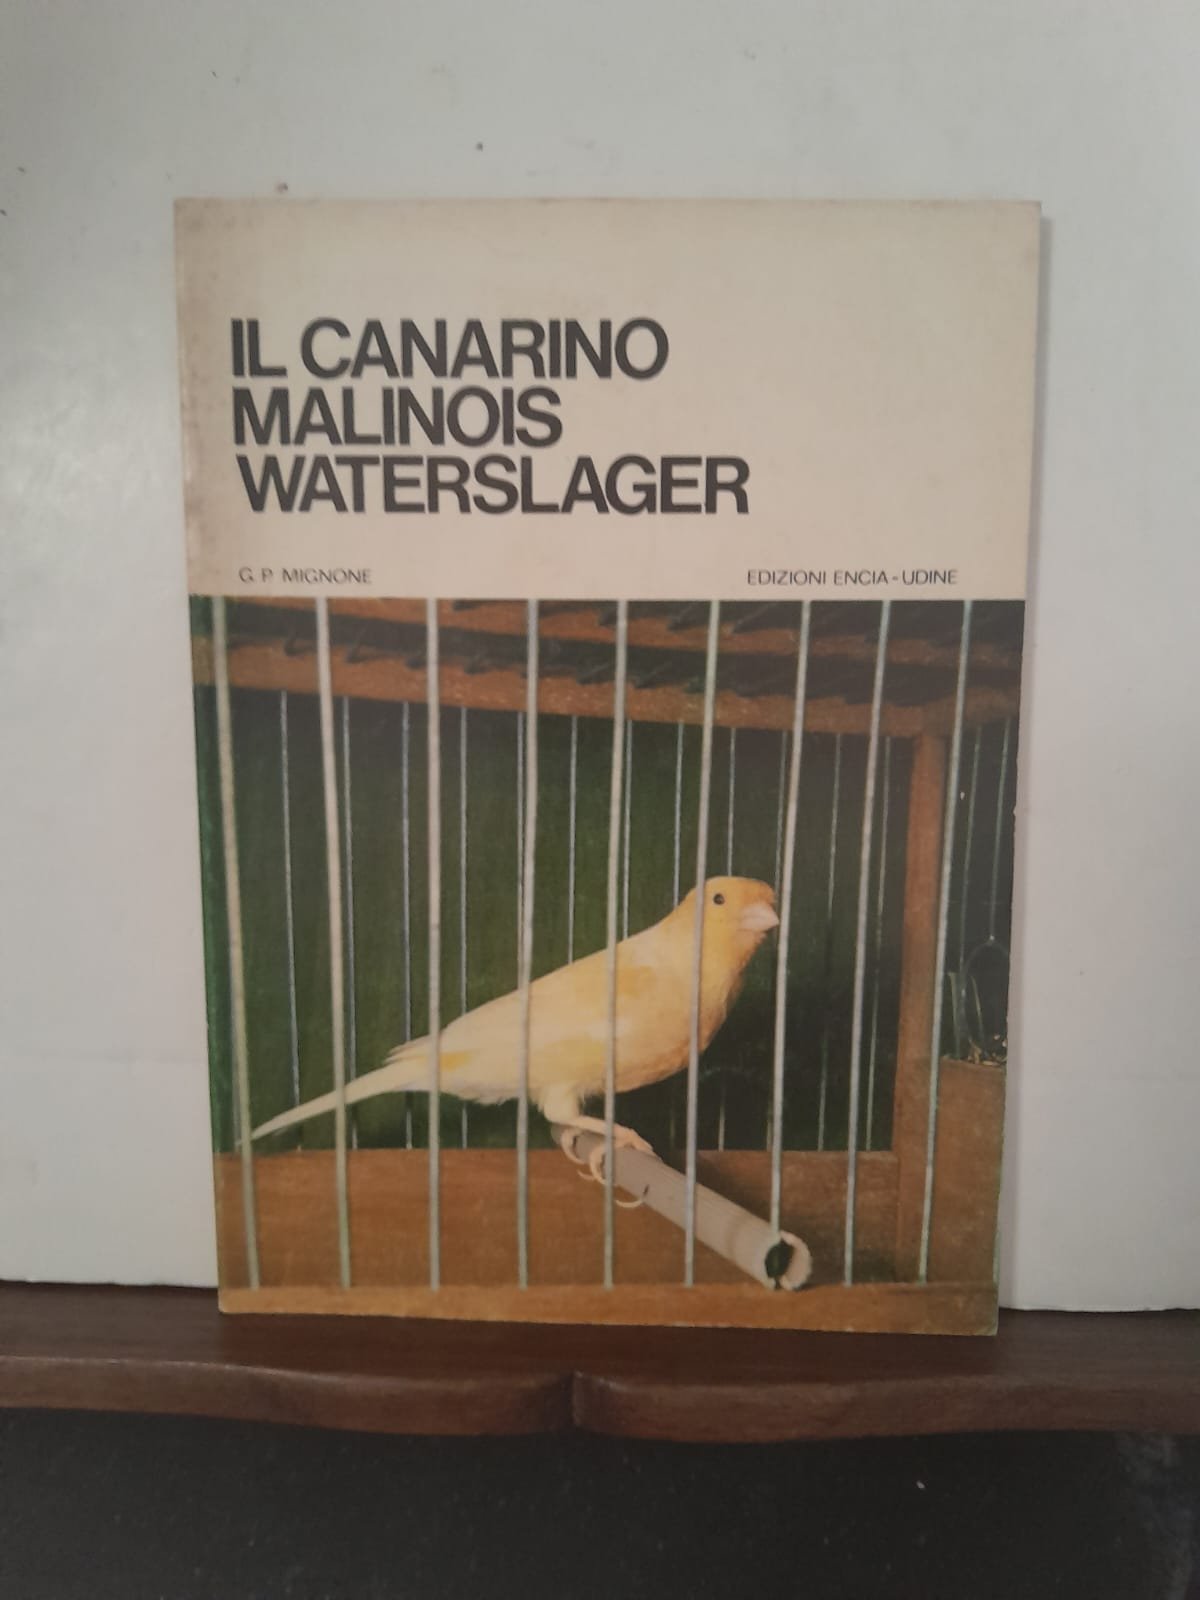 IL CANARINO
MALINOIS
WATERSLAGER
G. P. MIGNONE
EDIZIONI ENCIA - UDINE